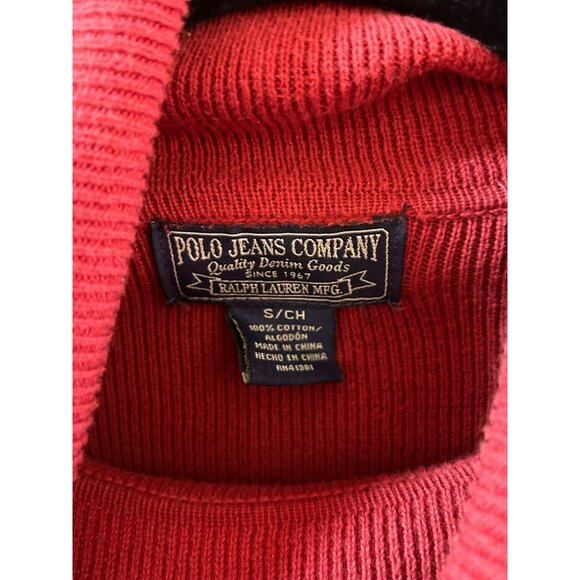 POLO JEANS COMPANY
Quality Denim Goods
SINCE 1967
RALPH LAUREN MFG.
S/CH
100% COTTON/
ALGODÓN
MADE IN CHINA
HECHO EN CHINA
RN41381